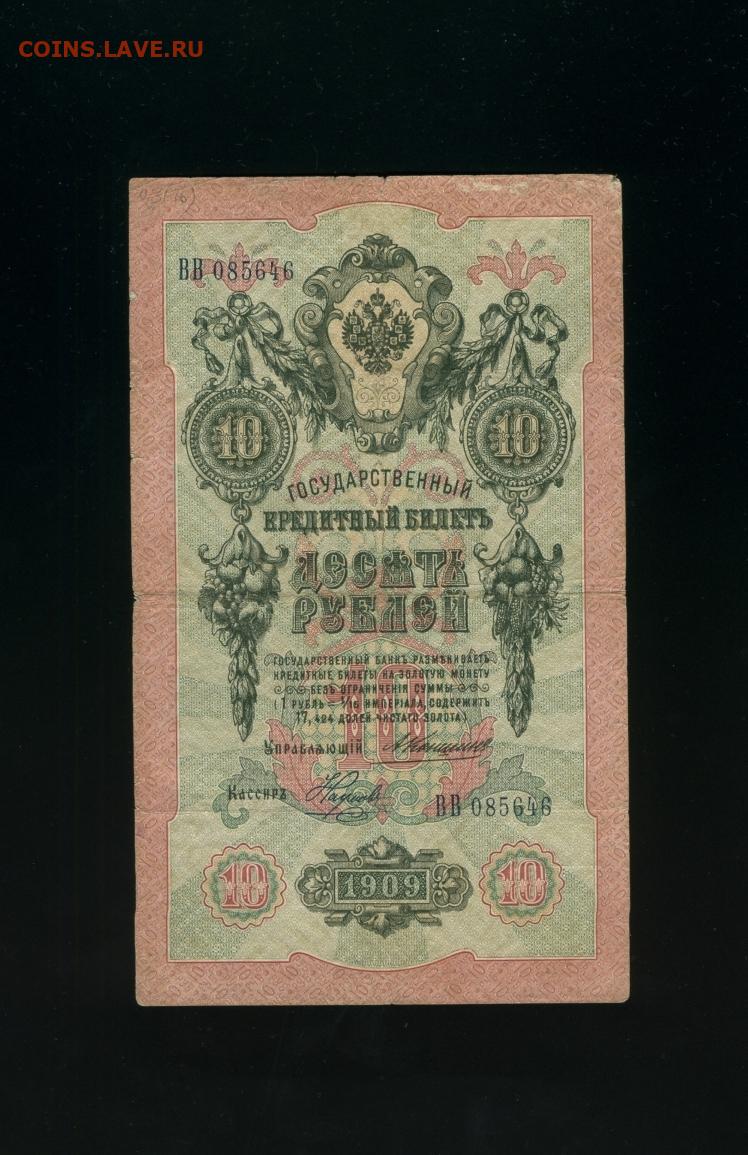 COINS.LAVE.RU
ВВ 085646
10 10
ГОСУДАРСТВЕННЫЙ
КРЕДИТНЫЙ БИЛЕТЪ
ДЕСЯТЬ
РУБЛЕЙ
ГОСУДАРСТВЕННЫЙ БАНКЪ РАЗМѢНИВАЕТЪ
КРЕДИТНЫЕ БИЛЕТЫ НА ЗОЛОТУЮ МОНЕТУ
БЕЗЪ ОГРАНИЧЕНІЯ СУММЫ
(1 РУБЛЬ = 1/15 ИМПЕРІАЛА, СОДЕРЖИТЪ
17,424 ДОЛЕЙ ЧИСТАГО ЗОЛОТА)
10
УПРАВЛЯЮЩІЙ
Кассиръ
ВВ 085646
10 1909 10